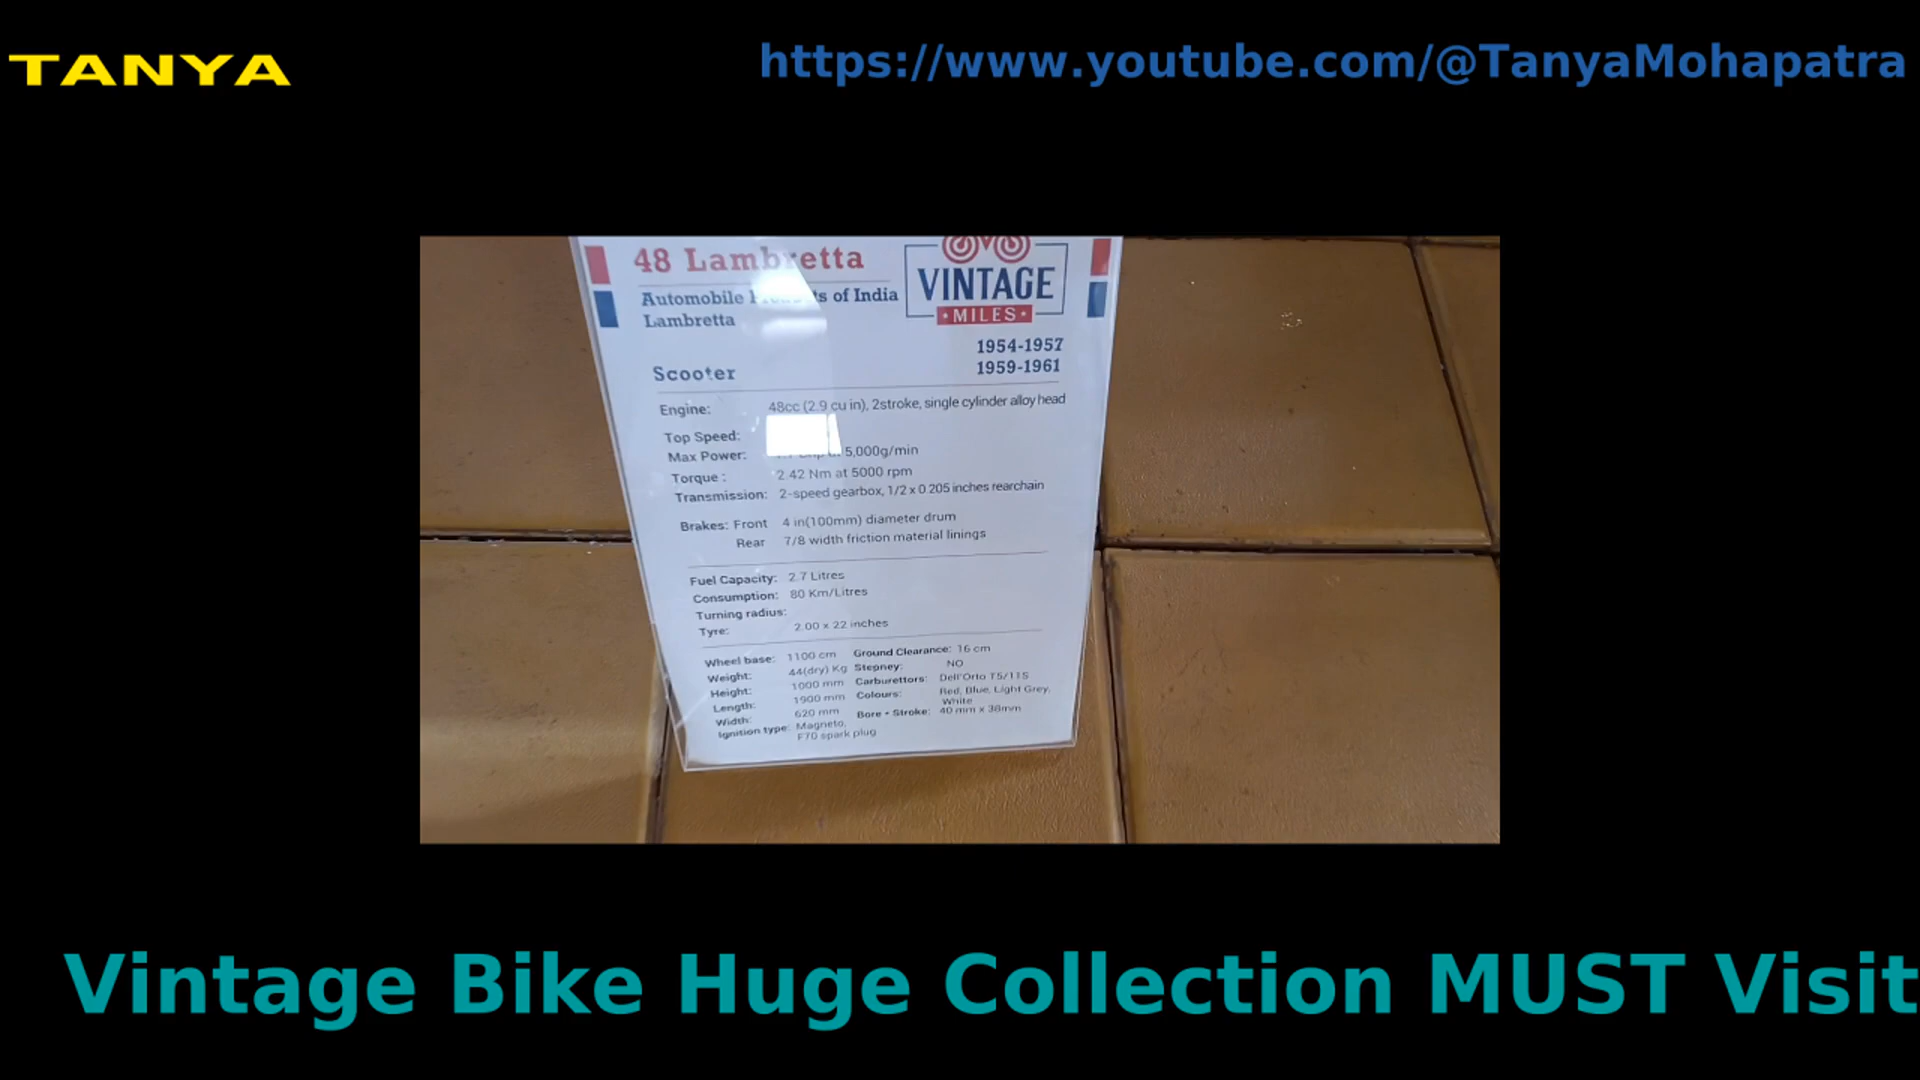 TANYA
https://www.youtube.com/@TanyaMohapatra
48 Lambretta
VINTAGE
MILES
Automobile of India
Lambretta
1954-1957
1959-1961
Scooter
Engine: 48cc (2.9 cu in), 2stroke, single cylinder alloy head
Top Speed:
Max Power: 5,000g/min
Torque : 2.42 Nm at 5000 rpm
Transmission: 2-speed gearbox, 1/2 x 0.205 inches rearchain
Brakes: Front 4 in(100mm) diameter drum
Rear 7/8 width friction material linings
Fuel Capacity: 2.7 Litres
Consumption: 80 Km/Litres
Turning radius:
Tyre: 2.00 x 22 inches
Wheel base: 1100 cm Ground Clearance: 16 cm
Weight: 44(dry) Kg Stepney: NO
Height: 1000 mm Carburettors: Dell'Orto T5/11S
Length: 1900 mm Colours: Red, Blue, Light Grey,
White
Width: 620 mm Bore + Stroke: 40 mm x 38mm
Ignition type: Magneto,
F70 spark plug
Vintage Bike Huge Collection MUST Visit